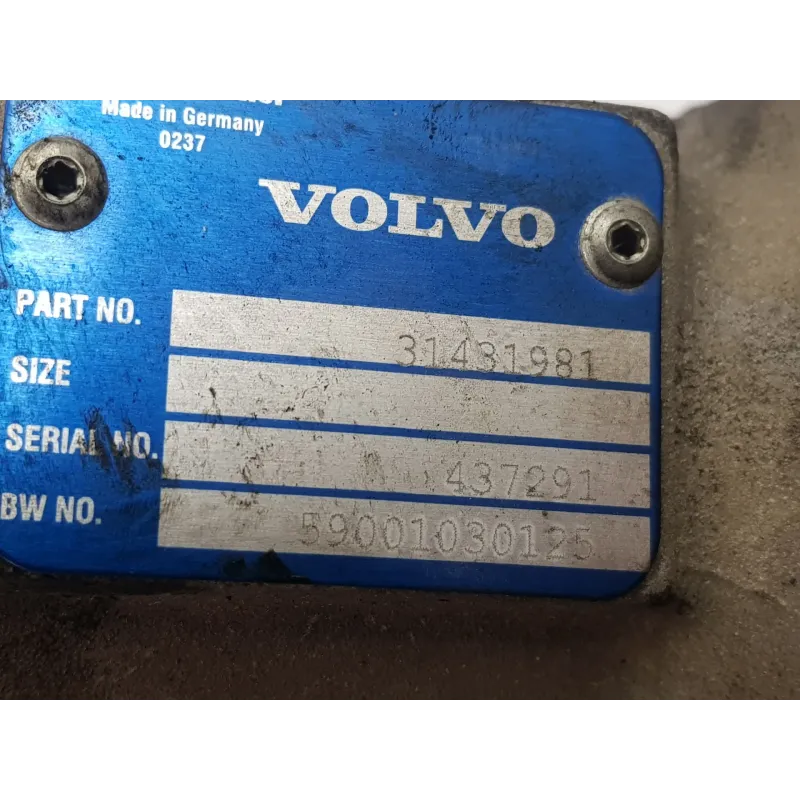 Made in Germany
0237
VOLVO
PART NO. 31431981
SIZE
SERIAL NO. 437291
BW NO. 59001030125